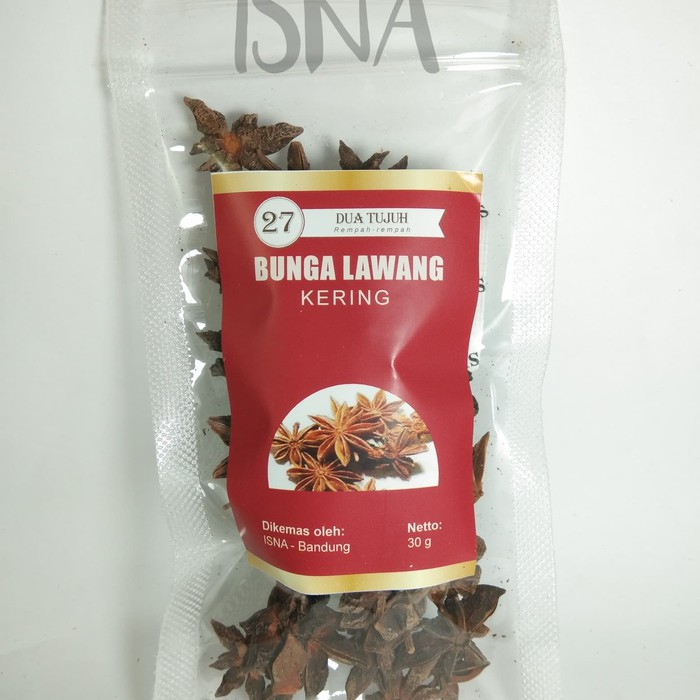 ISNA
27
DUA TUJUH
Rempah-rempah
BUNGA LAWANG
KERING
Dikemas oleh:
ISNA - Bandung
Netto:
30 g